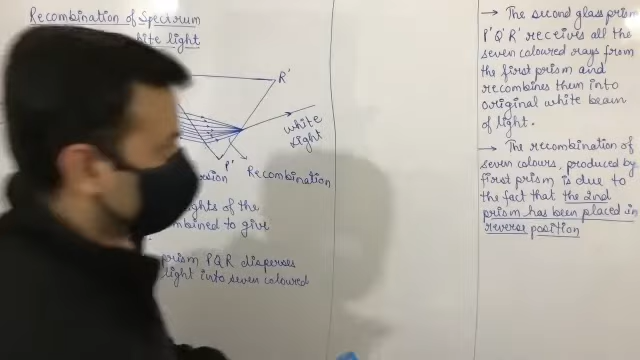 Recombination of Spectrum
white light
R'
white
light
P'
Recombination
lights of the
combined to give
prism PQR disperses
light into seven coloured
→ The second glass prism
P'Q'R' receives all the
seven coloured rays from
the first prism and
recombines them into
original white beam
of light.
→ The recombination of
seven colours, produced by
first prism is due to
the fact that the 2nd
prism has been placed in
reverse position